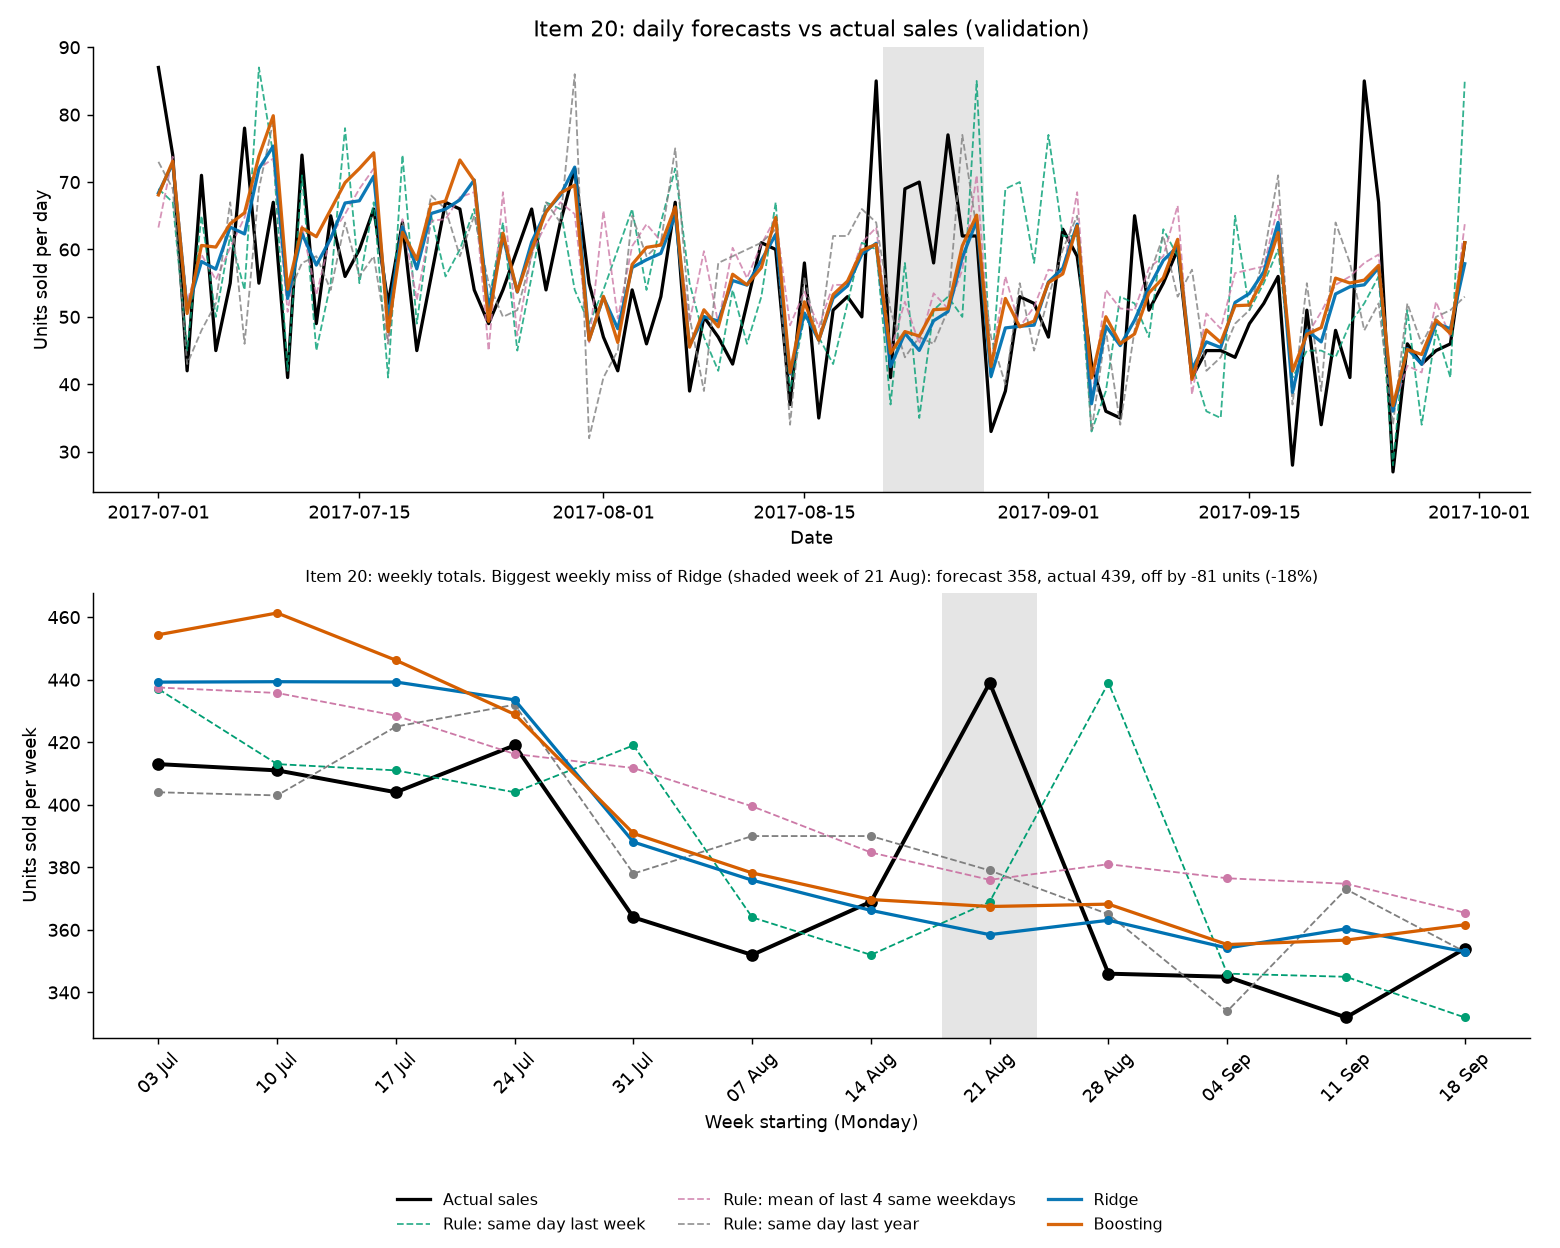 Item 20: daily forecasts vs actual sales (validation)
Units sold per day
90
80
70
60
50
40
30
2017-07-01
2017-07-15
2017-08-01
2017-08-15
2017-09-01
2017-09-15
2017-10-01
Date
Item 20: weekly totals. Biggest weekly miss of Ridge (shaded week of 21 Aug): forecast 358, actual 439, off by -81 units (-18%)
Units sold per week
460
440
420
400
380
360
340
03 Jul
10 Jul
17 Jul
24 Jul
31 Jul
07 Aug
14 Aug
21 Aug
28 Aug
04 Sep
11 Sep
18 Sep
Week starting (Monday)
Actual sales
Rule: same day last week
Rule: mean of last 4 same weekdays
Rule: same day last year
Ridge
Boosting